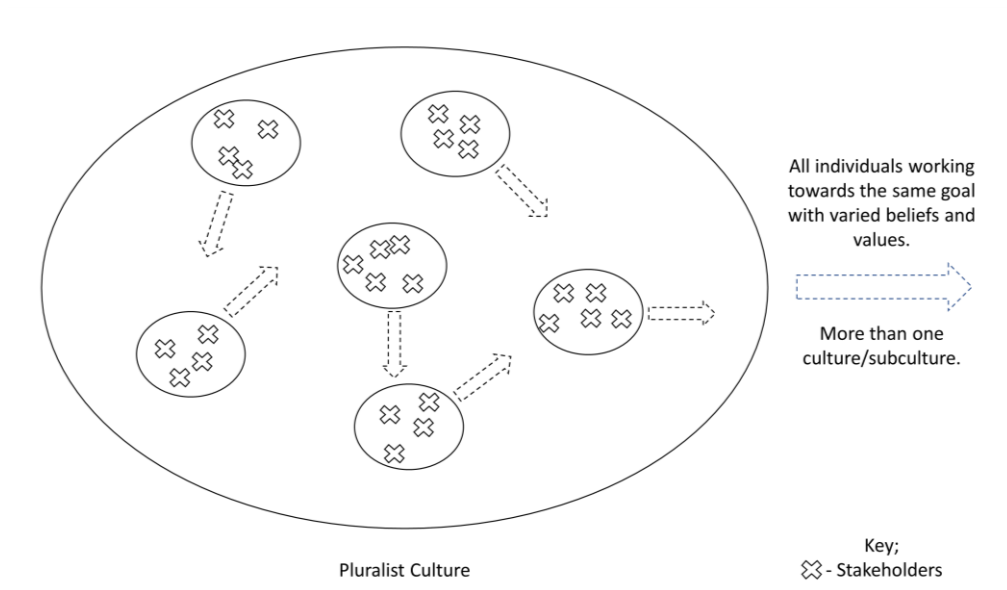 All individuals working
towards the same goal
with varied beliefs and
values.
More than one
culture/subculture.
Pluralist Culture
Key;
- Stakeholders